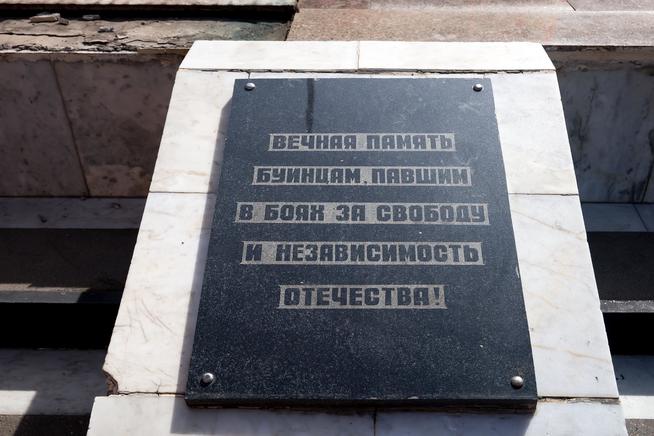 ВЕЧНАЯ ПАМЯТЬ
БУИНЦАМ, ПАВШИМ
В БОЯХ ЗА СВОБОДУ
И НЕЗАВИСИМОСТЬ
ОТЕЧЕСТВА!